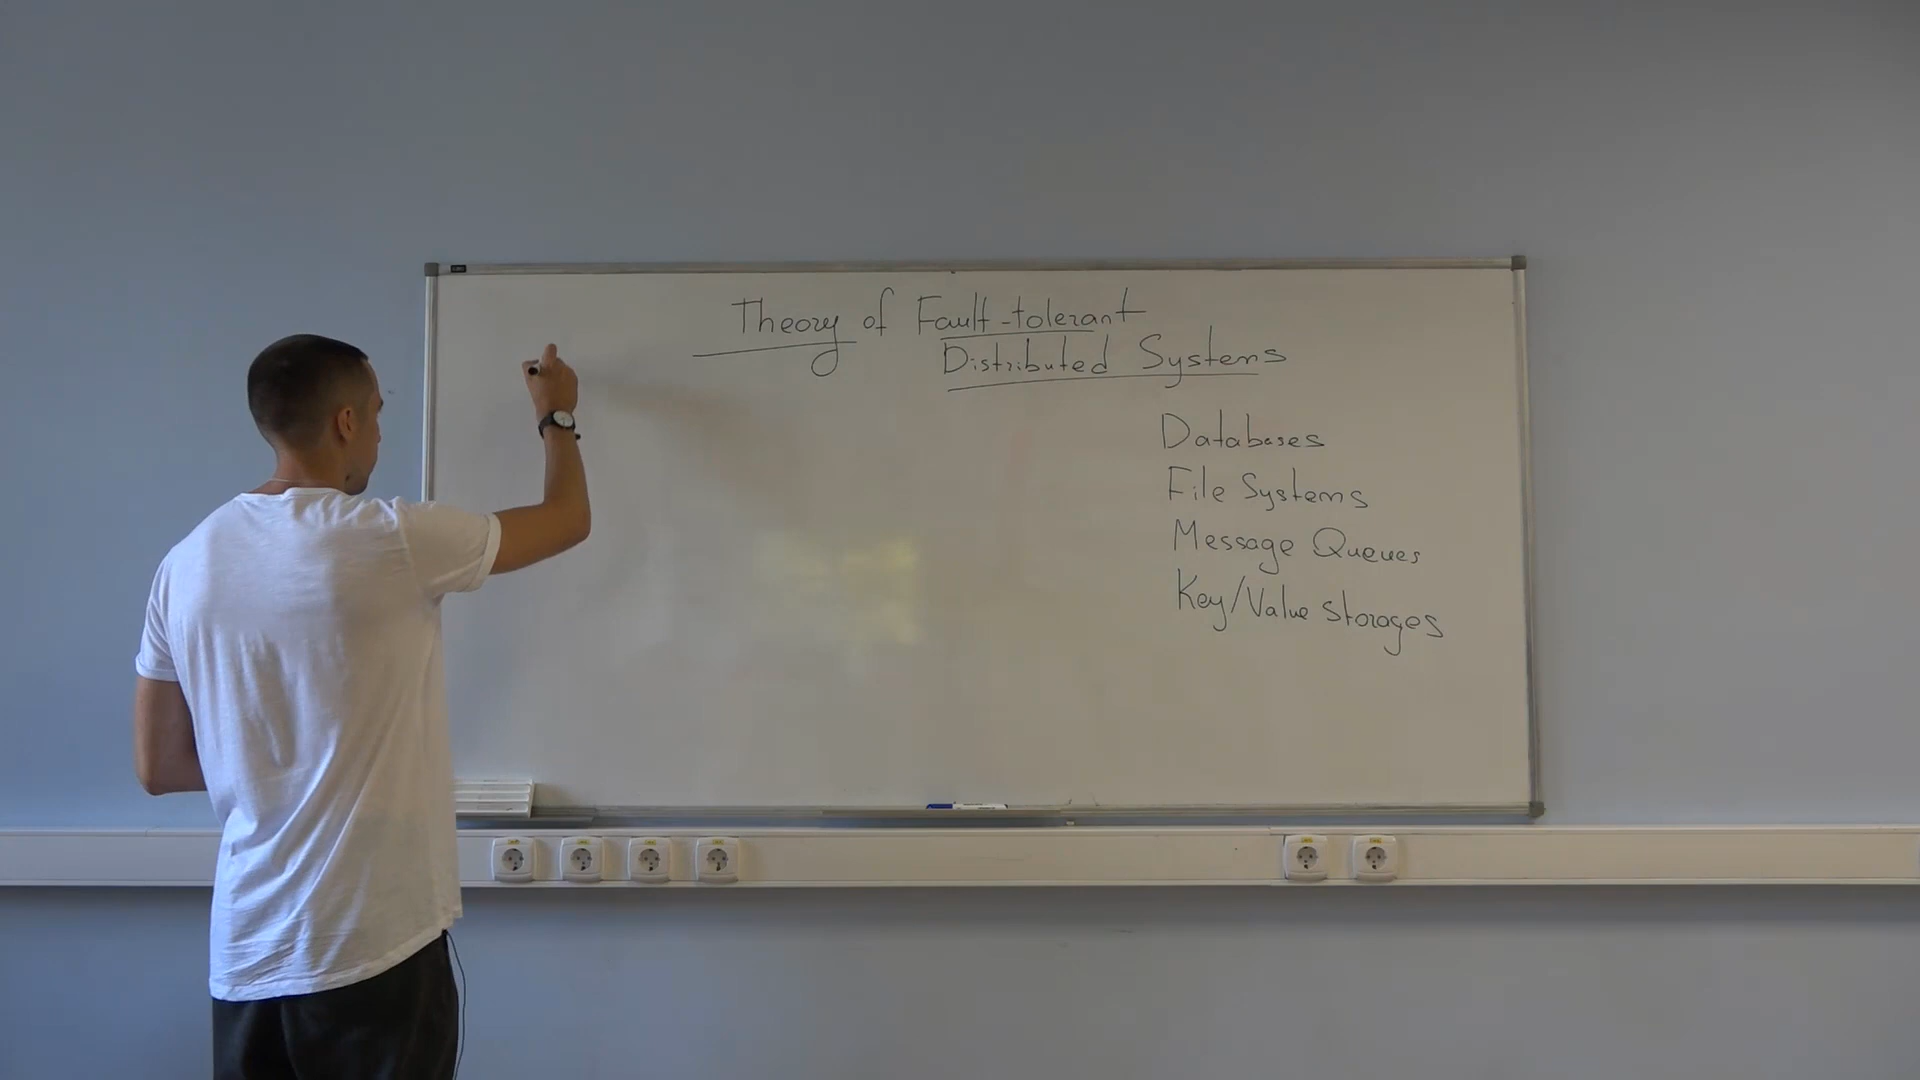 Theory of Fault-tolerant
Distributed Systems
Databases
File Systems
Message Queues
Key/Value storages